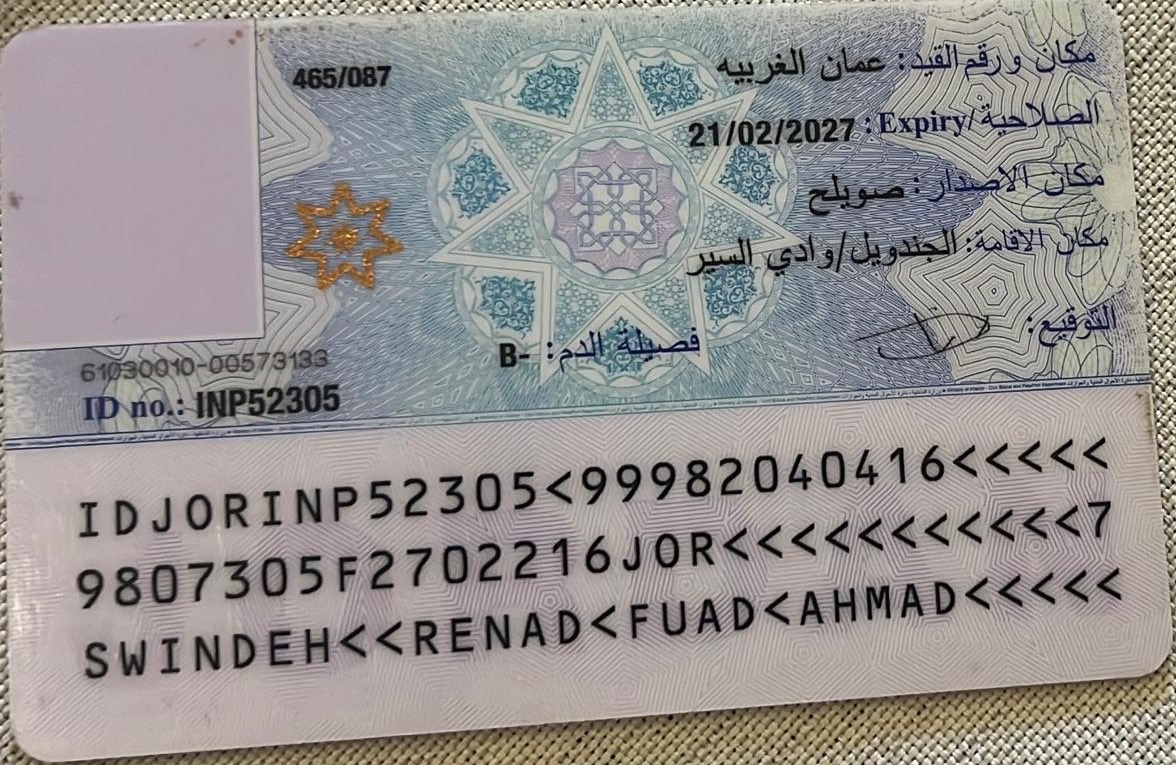 مكان ورقم القيد: عمان الغربيه 465/087
الصلاحية/Expiry: 21/02/2027
مكان الاصدار: صويلح
مكان الاقامة: الجندويل/وادي السير
التوقيع:
فصيلة الدم: B-
61030010-00573133
ID no.: INP52305
IDJORINP52305<99982040416<<<<<
9807305F2702216JOR<<<<<<<<<<<7
SWINDEH<<RENAD<FUAD<AHMAD<<<<<